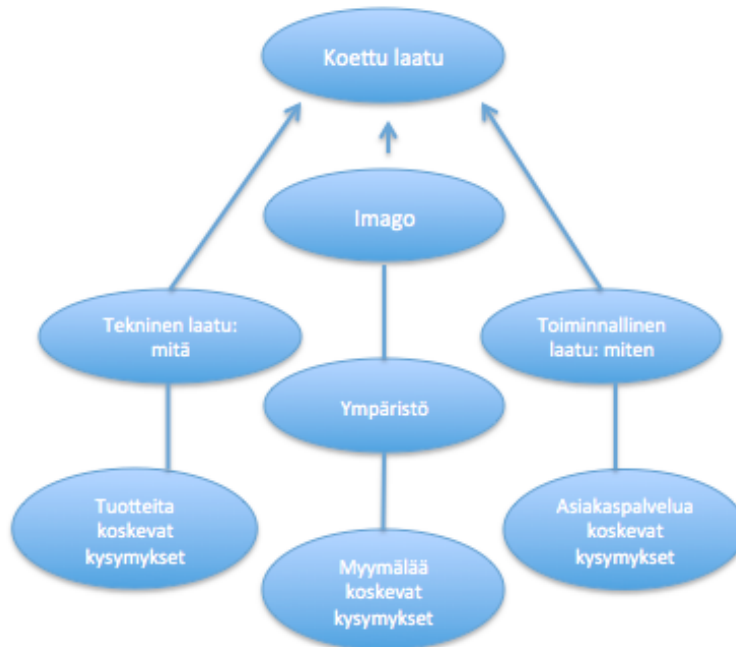 Koettu laatu
Imago
Tekninen laatu:
mitä
Toiminnallinen
laatu: miten
Ympäristö
Tuotteita
koskevat
kysymykset
Asiakaspalvelua
koskevat
kysymykset
Myymälää
koskevat
kysymykset